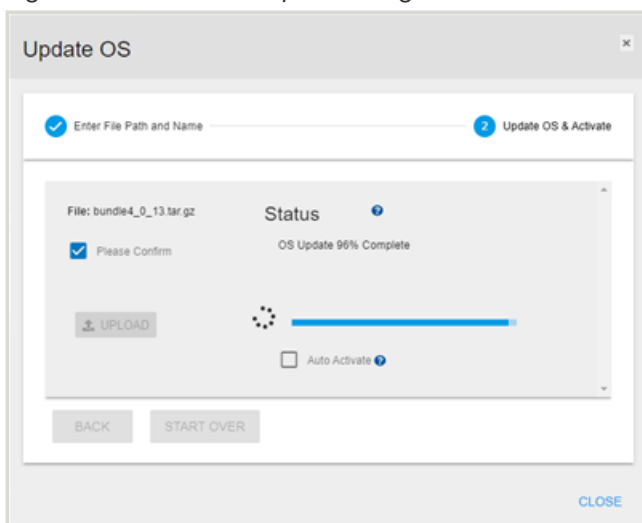 Update OS
Enter File Path and Name
2 Update OS & Activate
File: bundle4_0_13.tar.gz
Status
Please Confirm
OS Update 96% Complete
UPLOAD
Auto Activate
BACK START OVER
CLOSE